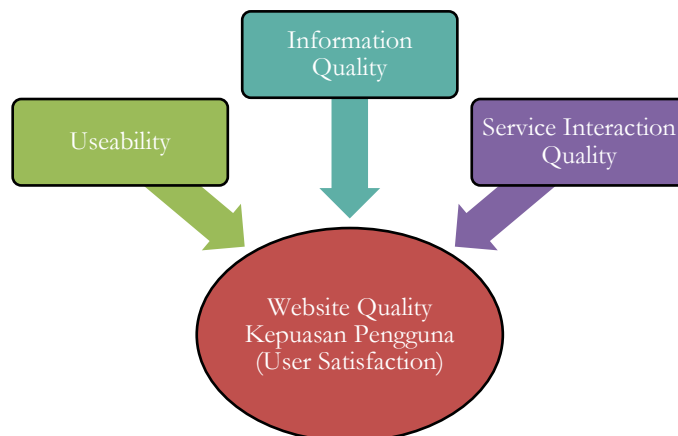 Information
Quality
Useability
Service Interaction
Quality
Website Quality
Kepuasan Pengguna
(User Satisfaction)